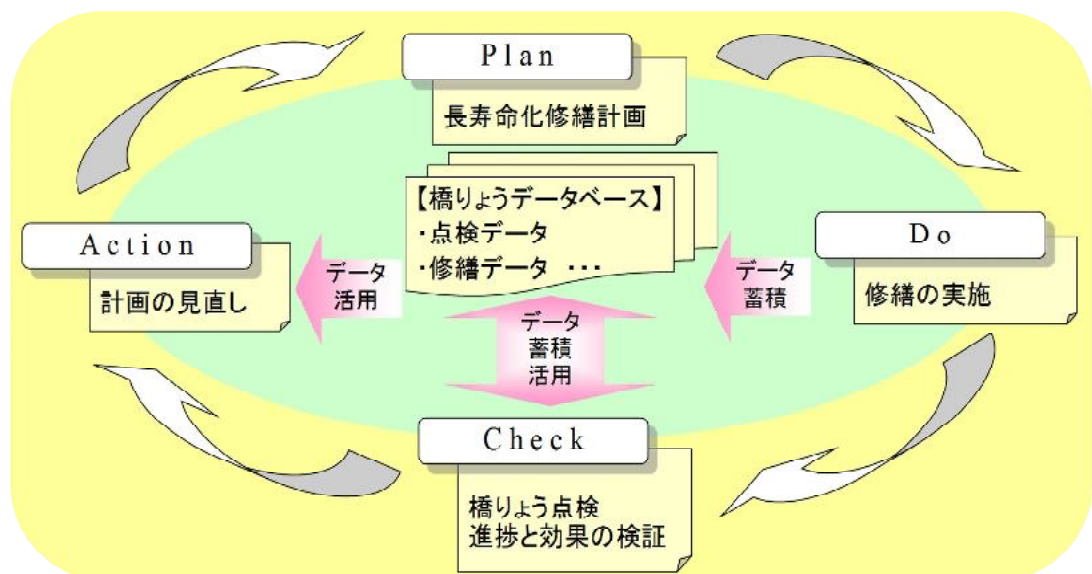 Plan
長寿命化修繕計画
【橋りょうデータベース】
・点検データ
・修繕データ ・・・
Action
計画の見直し
データ
活用
データ
蓄積
Do
修繕の実施
データ
蓄積
活用
Check
橋りょう点検
進捗と効果の検証